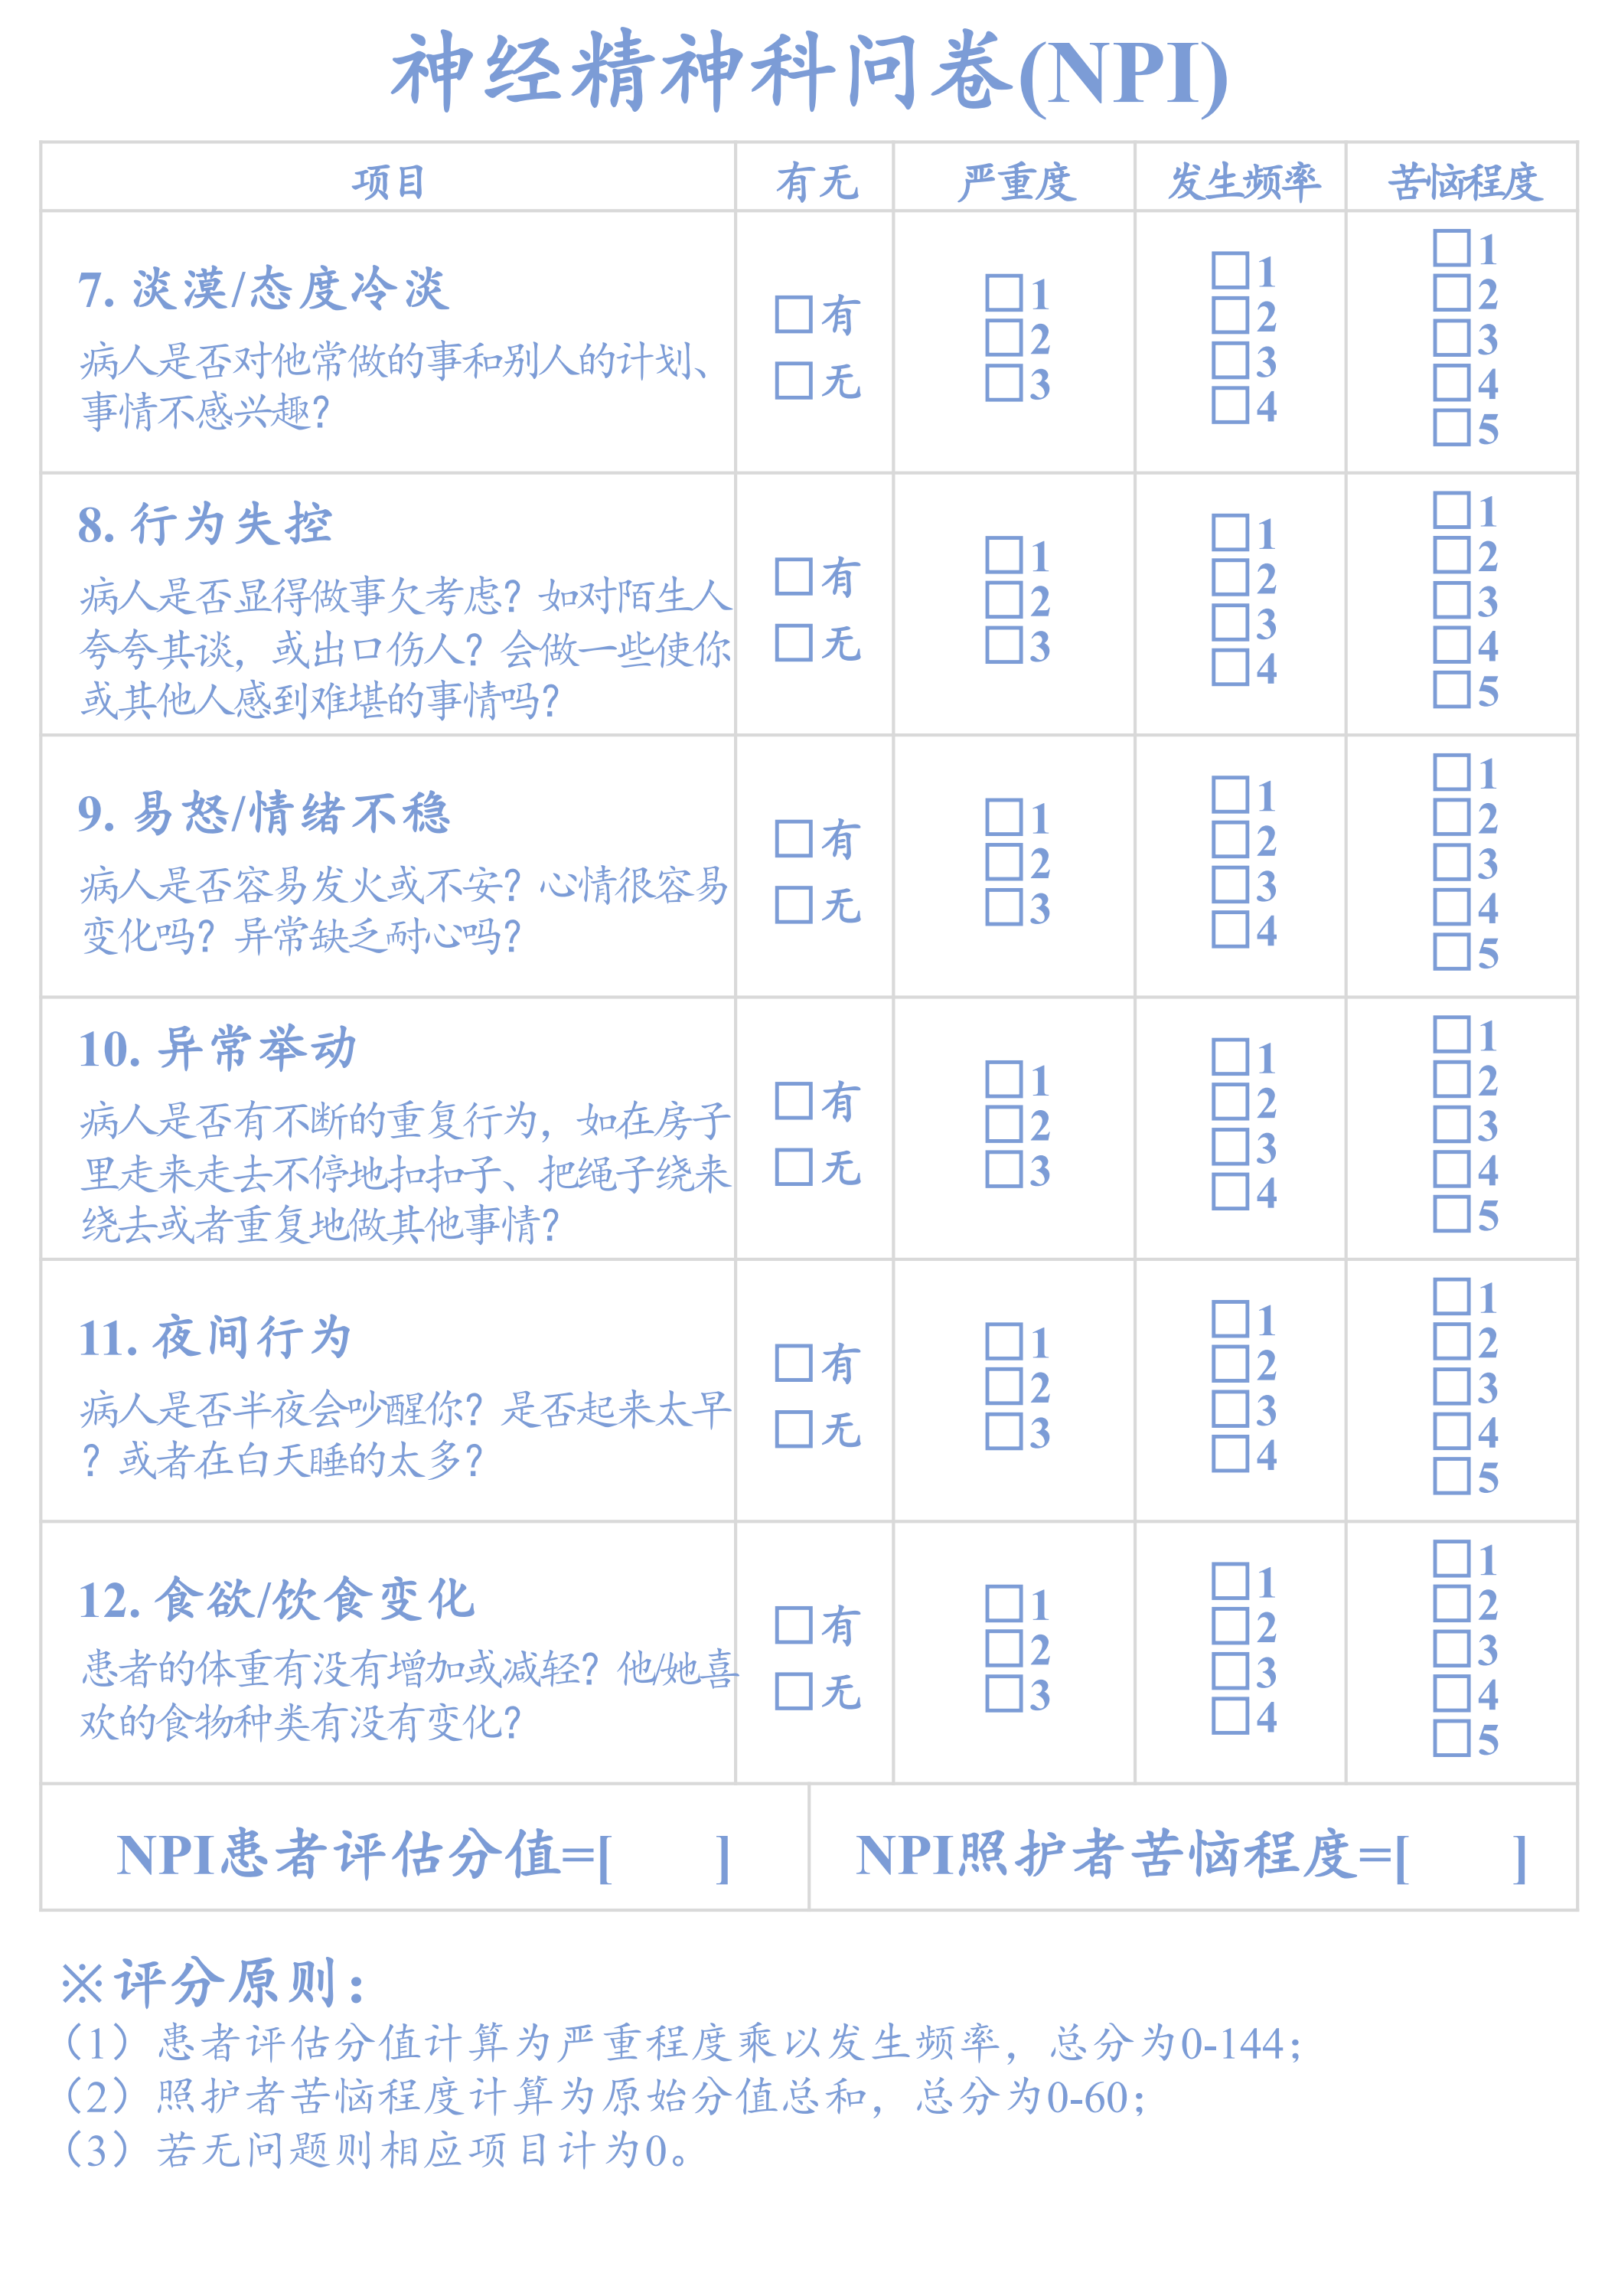 神经精神科问卷(NPI)
项目 有无 严重度 发生频率 苦恼程度
7. 淡漠/态度冷淡
病人是否对他常做的事和别人的计划、
事情不感兴趣？
□有
□无
□1
□2
□3
□1
□2
□3
□4
□1
□2
□3
□4
□5
8. 行为失控
病人是否显得做事欠考虑？如对陌生人
夸夸其谈，或出口伤人？会做一些使你
或其他人感到难堪的事情吗？
□有
□无
□1
□2
□3
□1
□2
□3
□4
□1
□2
□3
□4
□5
9. 易怒/情绪不稳
病人是否容易发火或不安？心情很容易
变化吗？异常缺乏耐心吗？
□有
□无
□1
□2
□3
□1
□2
□3
□4
□1
□2
□3
□4
□5
10. 异常举动
病人是否有不断的重复行为，如在房子
里走来走去不停地扣扣子、把绳子绕来
绕去或者重复地做其他事情？
□有
□无
□1
□2
□3
□1
□2
□3
□4
□1
□2
□3
□4
□5
11. 夜间行为
病人是否半夜会吵醒你？是否起来太早
？或者在白天睡的太多？
□有
□无
□1
□2
□3
□1
□2
□3
□4
□1
□2
□3
□4
□5
12. 食欲/饮食变化
患者的体重有没有增加或减轻？他/她喜
欢的食物种类有没有变化？
□有
□无
□1
□2
□3
□1
□2
□3
□4
□1
□2
□3
□4
□5
NPI患者评估分值=[ ] NPI照护者苦恼程度=[ ]
※评分原则：
（1）患者评估分值计算为严重程度乘以发生频率，总分为0-144；
（2）照护者苦恼程度计算为原始分值总和，总分为0-60；
（3）若无问题则相应项目计为0。